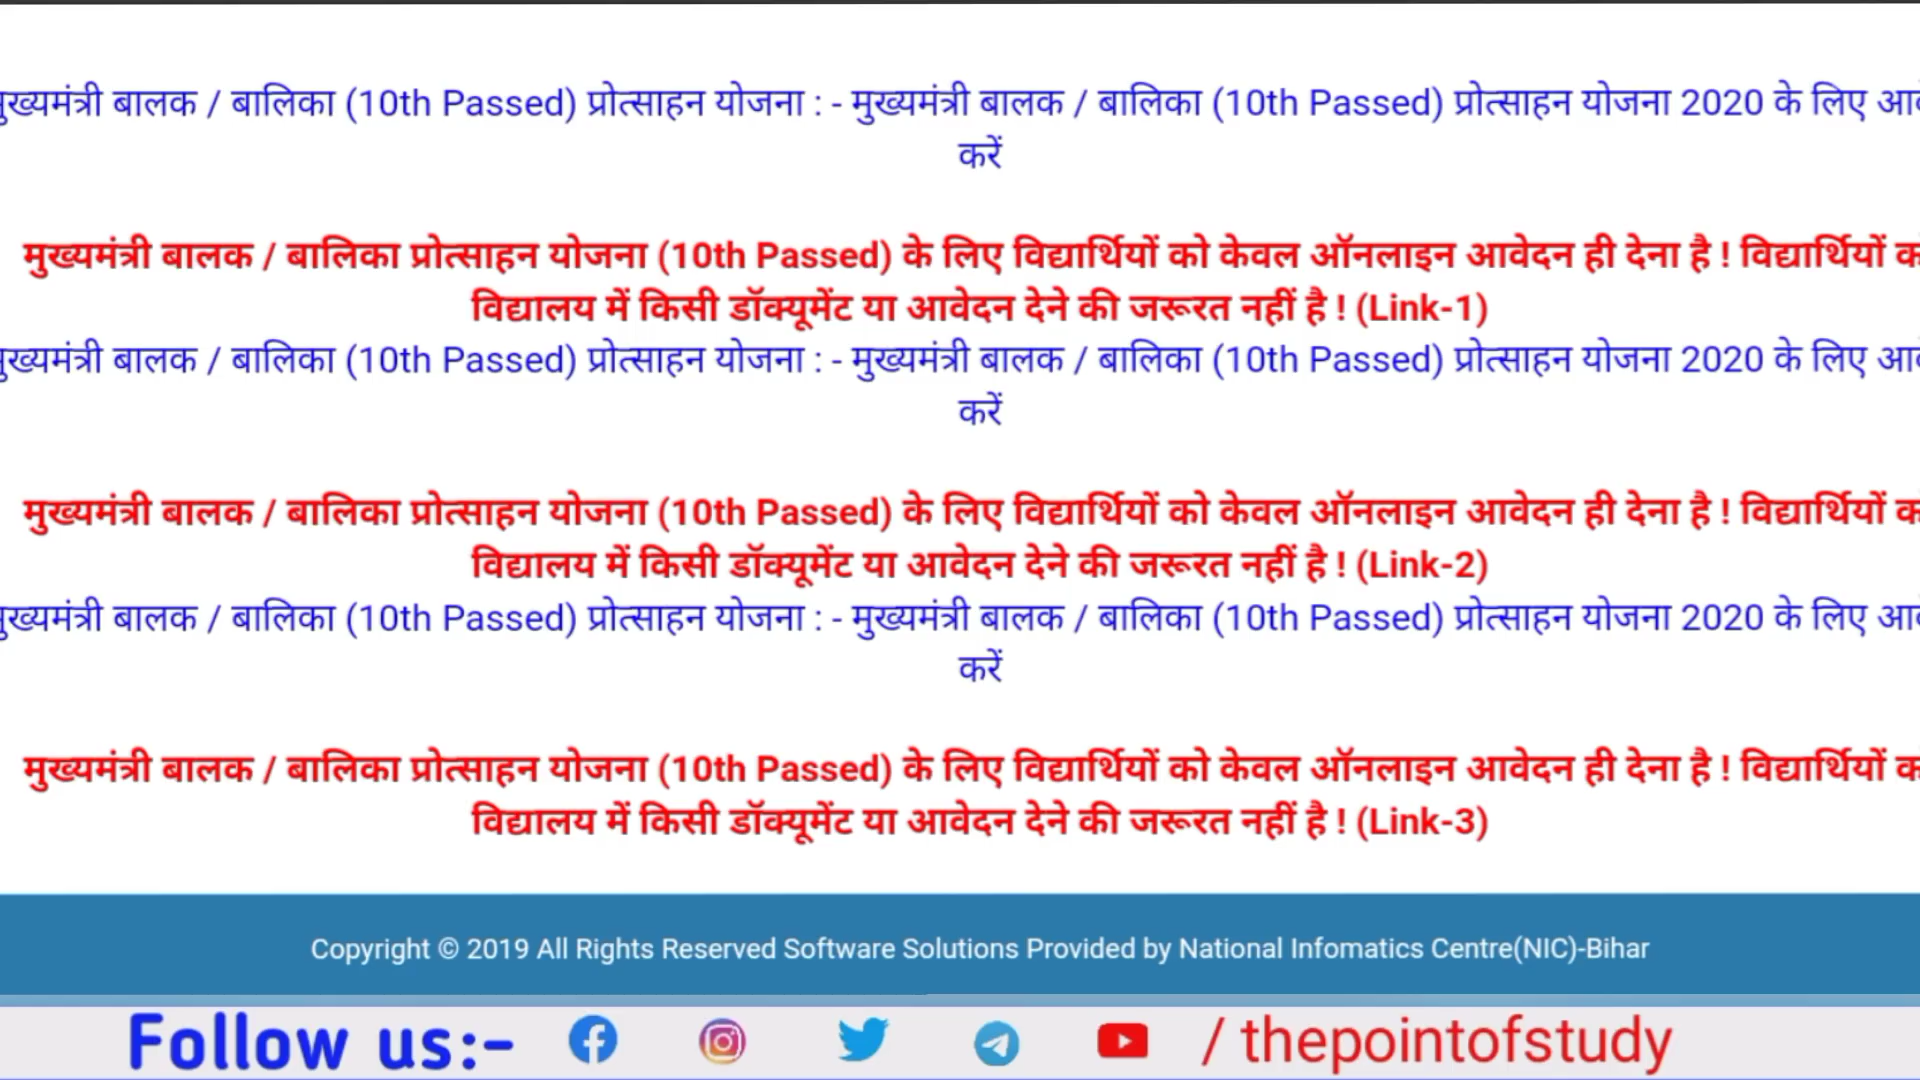 बालक / बालिका (10th Passed) प्रोत्साहन योजना : - मुख्यमंत्री बालक / बालिका (10th Passed) प्रोत्साहन योजना 2020 के लिए
करें
मुख्यमंत्री बालक / बालिका प्रोत्साहन योजना (10th Passed) के लिए विद्यार्थियों को केवल ऑनलाइन आवेदन ही देना है ! विद्यार्थियों
विद्यालय में किसी डॉक्यूमेंट या आवेदन देने की जरूरत नहीं है ! (Link-1)
बालक / बालिका (10th Passed) प्रोत्साहन योजना : - मुख्यमंत्री बालक / बालिका (10th Passed) प्रोत्साहन योजना 2020 के लिए
करें
मुख्यमंत्री बालक / बालिका प्रोत्साहन योजना (10th Passed) के लिए विद्यार्थियों को केवल ऑनलाइन आवेदन ही देना है ! विद्यार्थियों
विद्यालय में किसी डॉक्यूमेंट या आवेदन देने की जरूरत नहीं है ! (Link-2)
बालक / बालिका (10th Passed) प्रोत्साहन योजना : - मुख्यमंत्री बालक / बालिका (10th Passed) प्रोत्साहन योजना 2020 के लिए
करें
मुख्यमंत्री बालक / बालिका प्रोत्साहन योजना (10th Passed) के लिए विद्यार्थियों को केवल ऑनलाइन आवेदन ही देना है ! विद्यार्थियों
विद्यालय में किसी डॉक्यूमेंट या आवेदन देने की जरूरत नहीं है ! (Link-3)
Copyright © 2019 All Rights Reserved Software Solutions Provided by National Infomatics Centre(NIC)-Bihar
Follow us:- / thepointofstudy